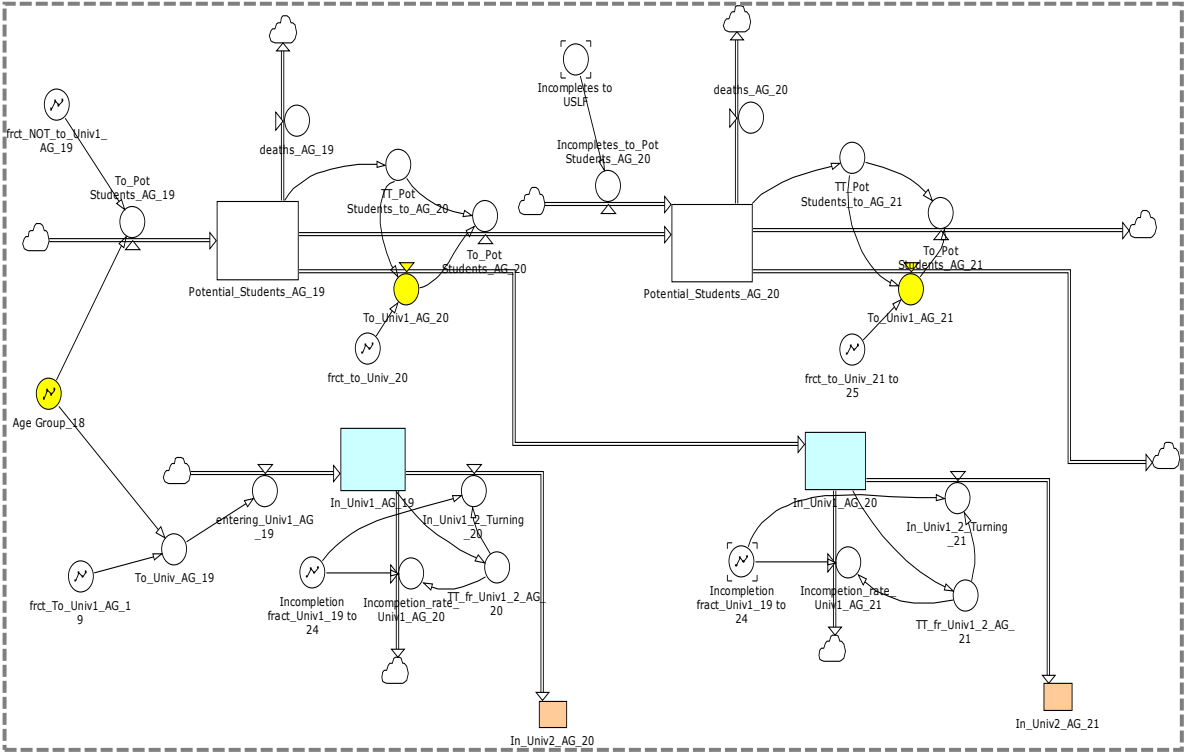 deaths_AG_20
Incompletes to
USLF
frct_NOT_to_Univ1_
AG_19
deaths_AG_19
Incompletes_to_Pot
Students_AG_20
To_Pot
Students_AG_19
TT_Pot
Students_to_AG_20
TT_Pot
Students_to_AG_21
To_Pot
Students_AG_20
To_Pot
Students_AG_21
Potential_Students_AG_19
Potential_Students_AG_20
To_Univ1_AG_20
To_Univ1_AG_21
frct_to_Univ_20
frct_to_Univ_21 to
25
Age Group_18
In_Univ1_AG_19
In_Univ1_AG_20
entering_Univ1_AG
_19
In_Univ1_2_Turning
_20
In_Univ1_2_Turning
_21
To_Univ_AG_19
frct_To_Univ1_AG_1
9
Incompletion
fract_Univ1_19 to
24
Incompetion_rate_
Univ1_AG_20
TT_fr_Univ1_2_AG_
20
Incompletion
fract_Univ1_19 to
24
Incompetion_rate_
Univ1_AG_21
TT_fr_Univ1_2_AG_
21
In_Univ2_AG_20
In_Univ2_AG_21